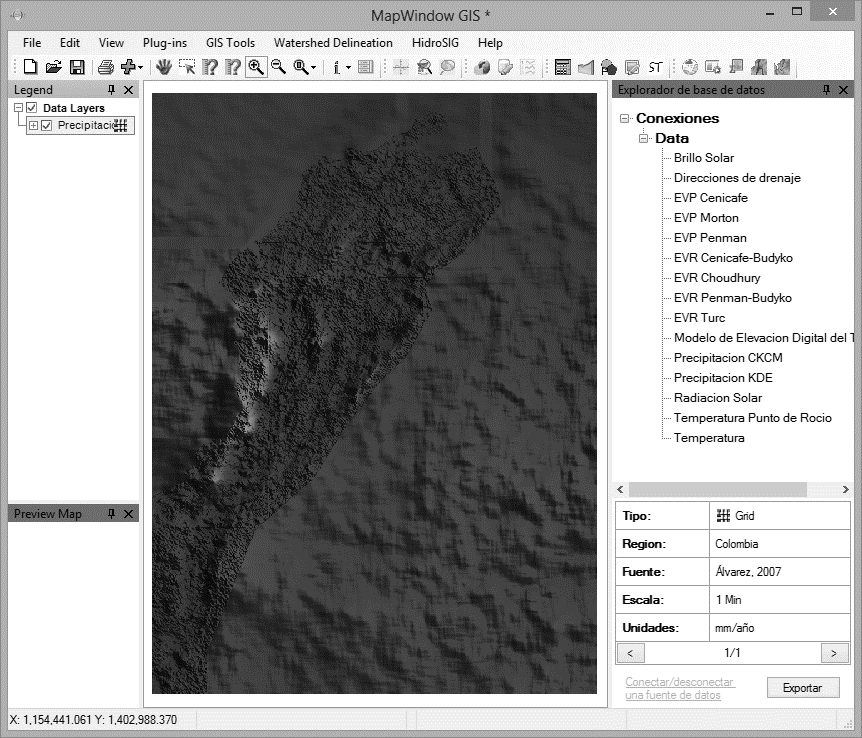 MapWindow GIS *
File Edit View Plug-ins GIS Tools Watershed Delineation HidroSIG Help
ST
Legend
Data Layers
Precipitaci
Preview Map
Explorador de base de datos
Conexiones
Data
Brillo Solar
Direcciones de drenaje
EVP Cenicafe
EVP Morton
EVP Penman
EVR Cenicafe-Budyko
EVR Choudhury
EVR Penman-Budyko
EVR Turc
Modelo de Elevacion Digital del T
Precipitacion CKCM
Precipitacion KDE
Radiacion Solar
Temperatura Punto de Rocio
Temperatura
Tipo: Grid
Region: Colombia
Fuente: Álvarez, 2007
Escala: 1 Min
Unidades: mm/año
< 1/1 >
Conectar/desconectar
una fuente de datos
Exportar
X: 1,154,441.061 Y: 1,402,988.370